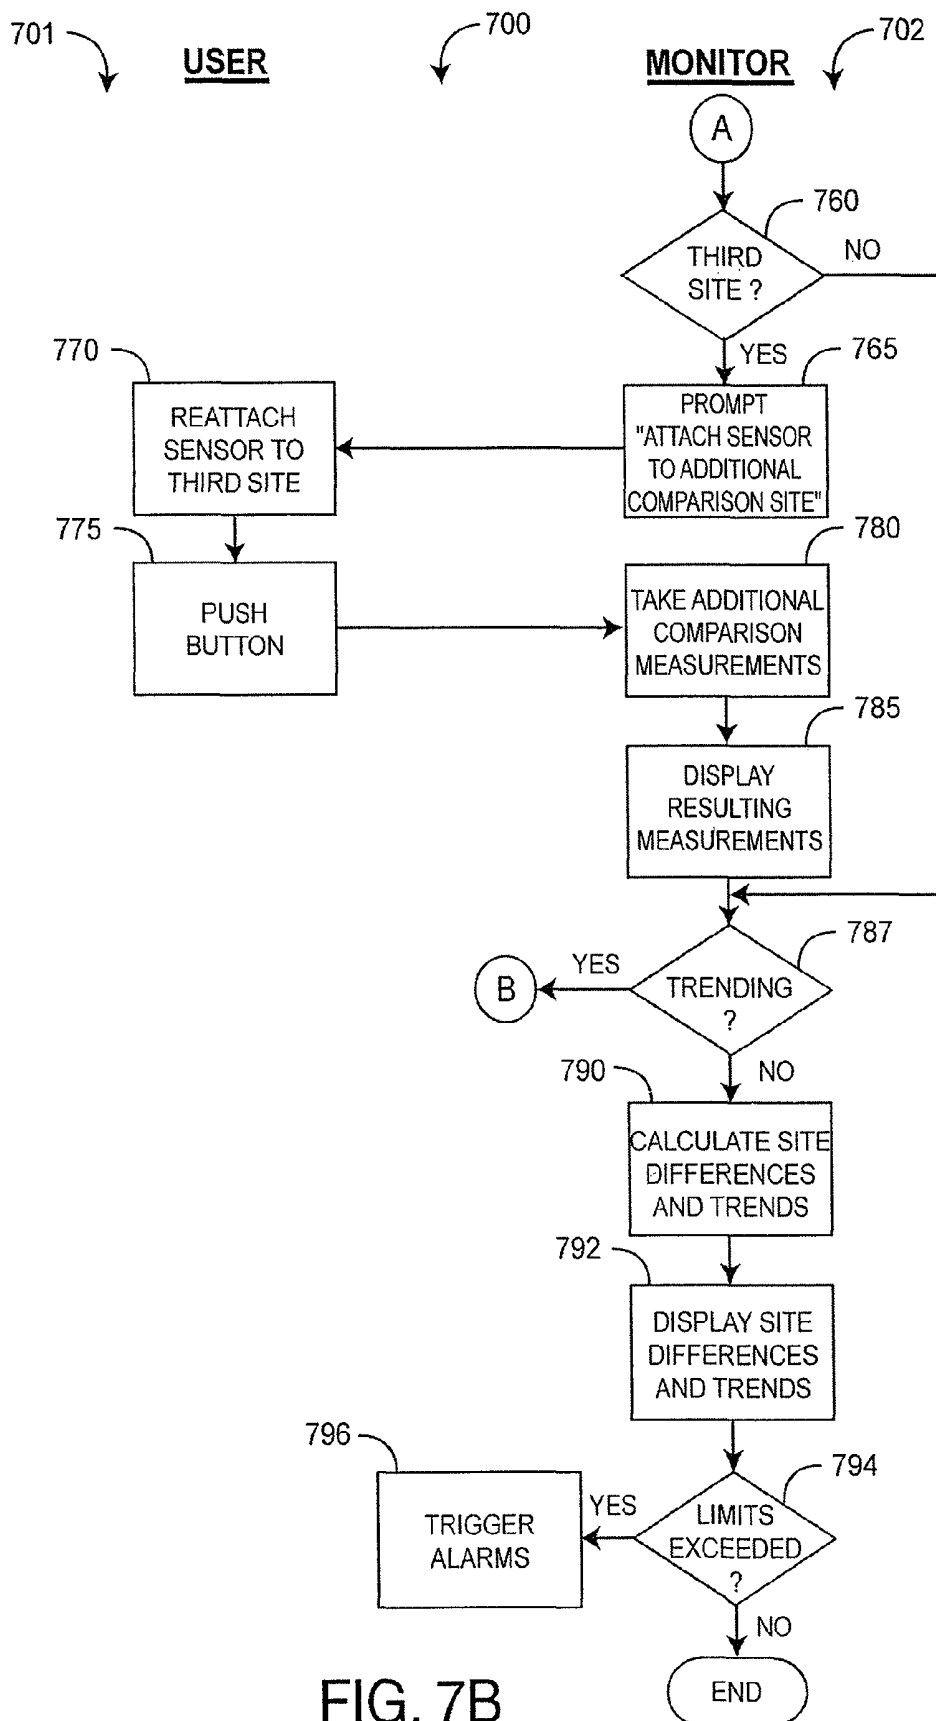 701
USER
700
MONITOR
702
A
760
THIRD
SITE ?
NO
YES
770
REATTACH
SENSOR TO
THIRD SITE
765
PROMPT
"ATTACH SENSOR
TO ADDITIONAL
COMPARISON SITE"
775
PUSH
BUTTON
780
TAKE ADDITIONAL
COMPARISON
MEASUREMENTS
785
DISPLAY
RESULTING
MEASUREMENTS
787
TRENDING
?
YES
B
NO
790
CALCULATE SITE
DIFFERENCES
AND TRENDS
792
DISPLAY SITE
DIFFERENCES
AND TRENDS
794
LIMITS
EXCEEDED
?
YES
796
TRIGGER
ALARMS
NO
END
FIG. 7B